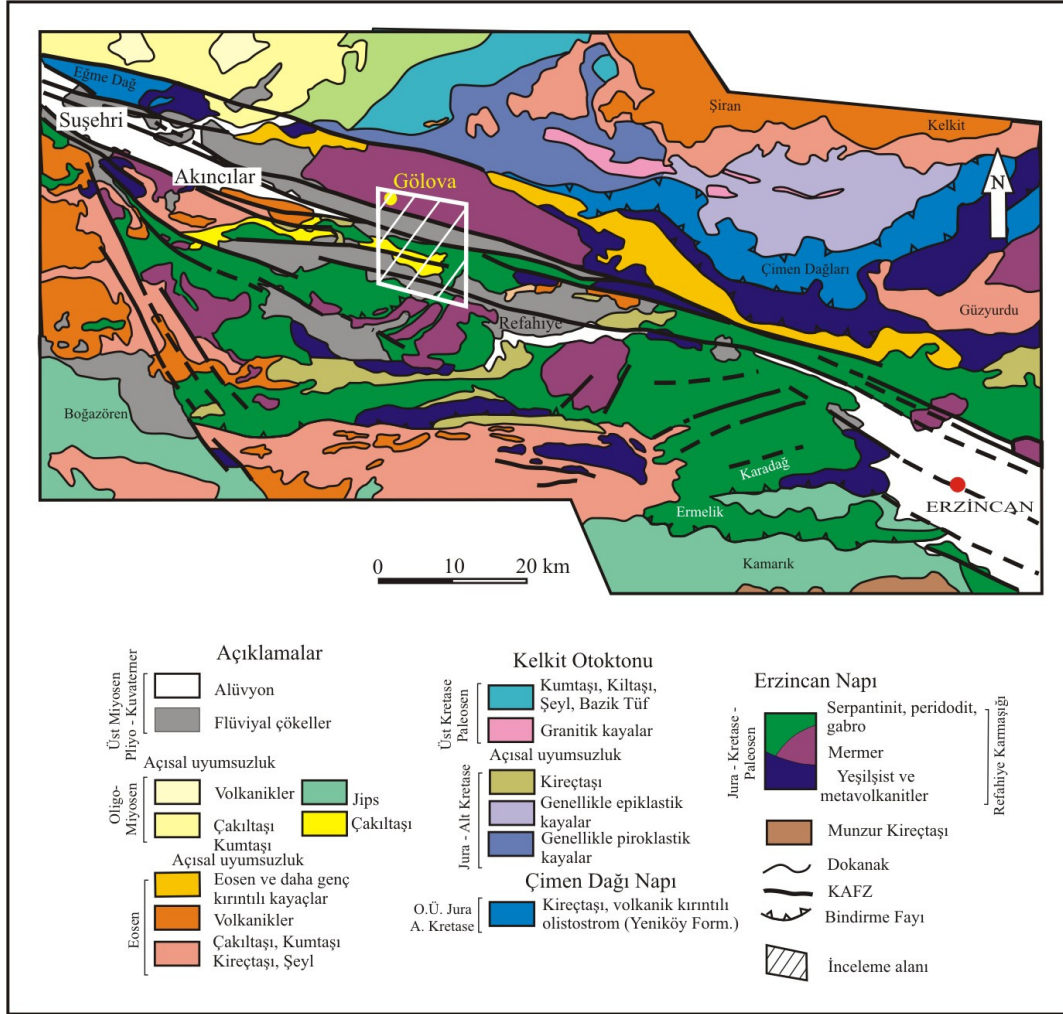 Eğme Dağ
Suşehri
Akıncılar
Gölova
Şiran
Kelkit
N
Çimen Dağları
Güzyurdu
Refahiye
Boğazören
Karadağ
Ermelik
ERZİNCAN
Kamarık
0 10 20 km
Açıklamalar
Üst Miyosen
Pliyo - Kuvaterner
Alüvyon
Flüviyal çökeller
Açısal uyumsuzluk
Oligo-
Miyosen
Volkanikler
Jips
Çakıltaşı
Kumtaşı
Çakıltaşı
Açısal uyumsuzluk
Eosen
Eosen ve daha genç
kırıntılı kayaçlar
Volkanikler
Çakıltaşı, Kumtaşı
Kireçtaşı, Şeyl
Kelkit Otoktonu
Üst Kretase
Paleosen
Kumtaşı, Kiltaşı,
Şeyl, Bazik Tüf
Granitik kayalar
Açısal uyumsuzluk
Jura - Alt Kretase
Kireçtaşı
Genellikle epiklastik
kayalar
Genellikle piroklastik
kayalar
Çimen Dağı Napı
O.Ü. Jura
A. Kretase
Kireçtaşı, volkanik kırıntılı
olistostrom (Yeniköy Form.)
Erzincan Napı
Jura - Kretase -
Paleosen
Serpantinit, peridodit,
gabro
Mermer
Yeşilşist ve
metavolkanitler
Refahiye Karmaşığı
Munzur Kireçtaşı
Dokanak
KAFZ
Bindirme Fayı
İnceleme alanı